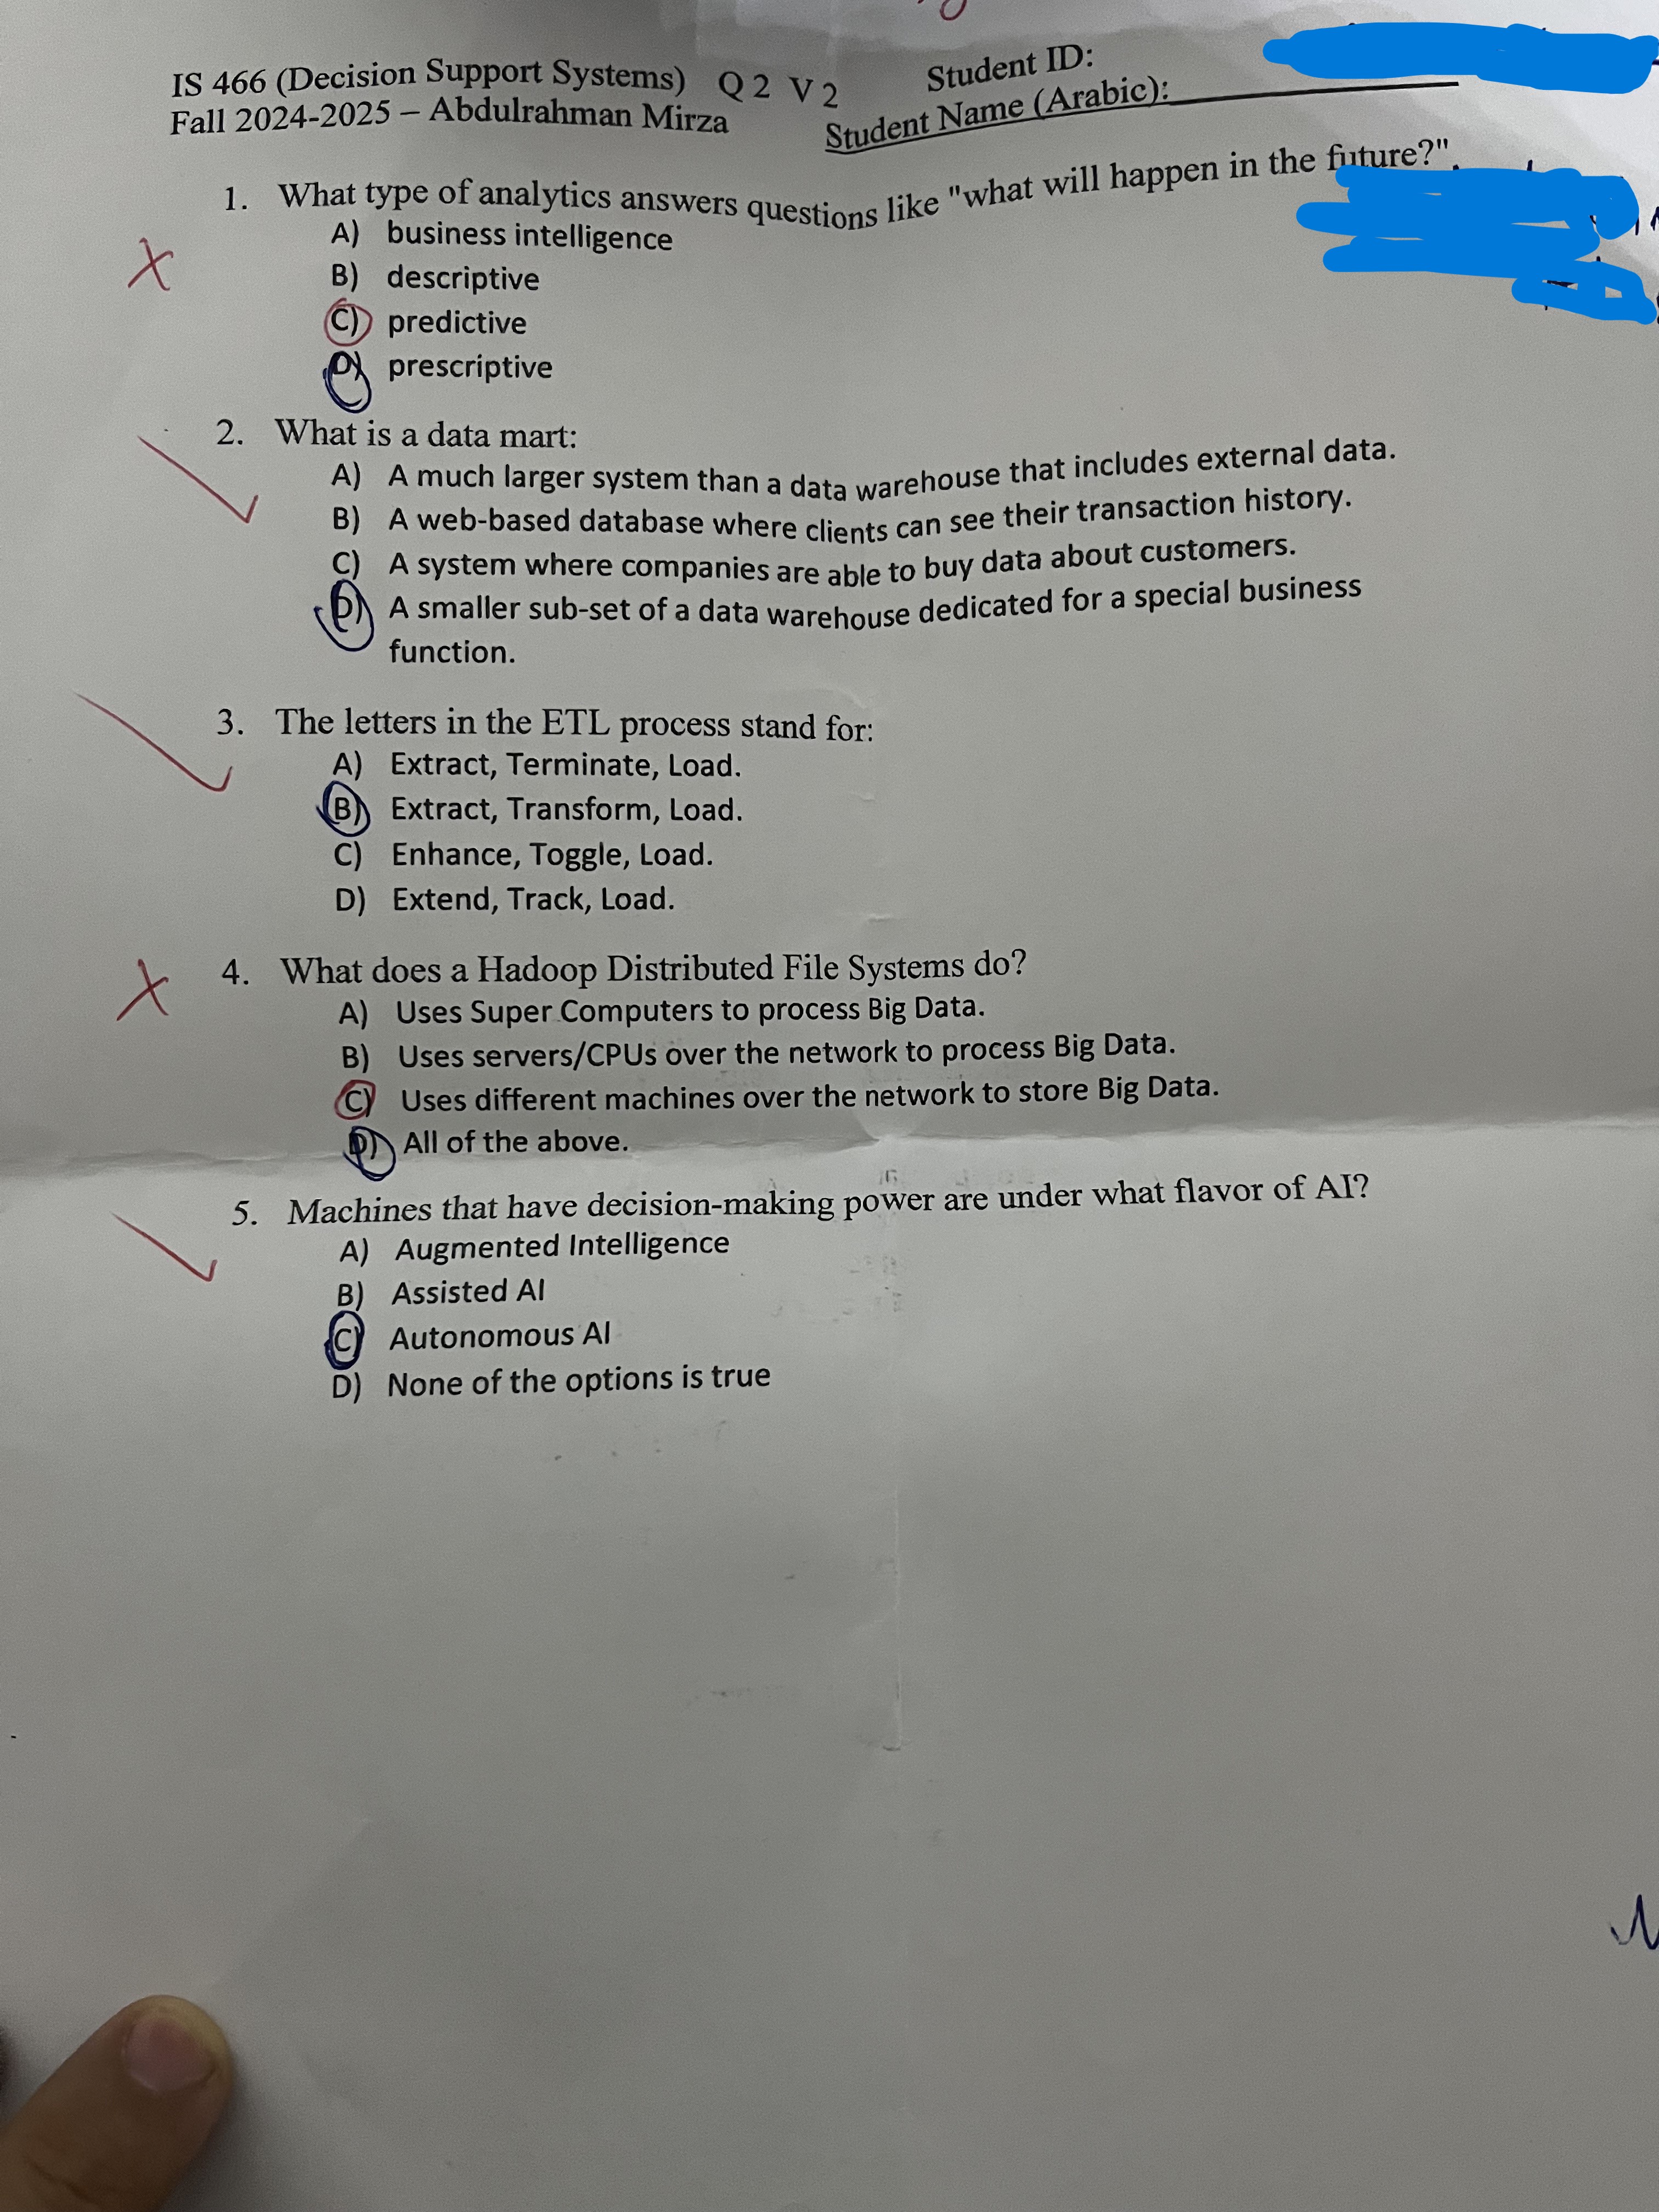 IS 466 (Decision Support Systems) Q 2 V 2 Student ID:
Fall 2024-2025 – Abdulrahman Mirza Student Name (Arabic):
1. What type of analytics answers questions like "what will happen in the future?".
A) business intelligence
B) descriptive
C) predictive
D) prescriptive
2. What is a data mart:
A) A much larger system than a data warehouse that includes external data.
B) A web-based database where clients can see their transaction history.
C) A system where companies are able to buy data about customers.
D) A smaller sub-set of a data warehouse dedicated for a special business
function.
3. The letters in the ETL process stand for:
A) Extract, Terminate, Load.
B) Extract, Transform, Load.
C) Enhance, Toggle, Load.
D) Extend, Track, Load.
4. What does a Hadoop Distributed File Systems do?
A) Uses Super Computers to process Big Data.
B) Uses servers/CPUs over the network to process Big Data.
C) Uses different machines over the network to store Big Data.
D) All of the above.
5. Machines that have decision-making power are under what flavor of AI?
A) Augmented Intelligence
B) Assisted AI
C) Autonomous AI
D) None of the options is true